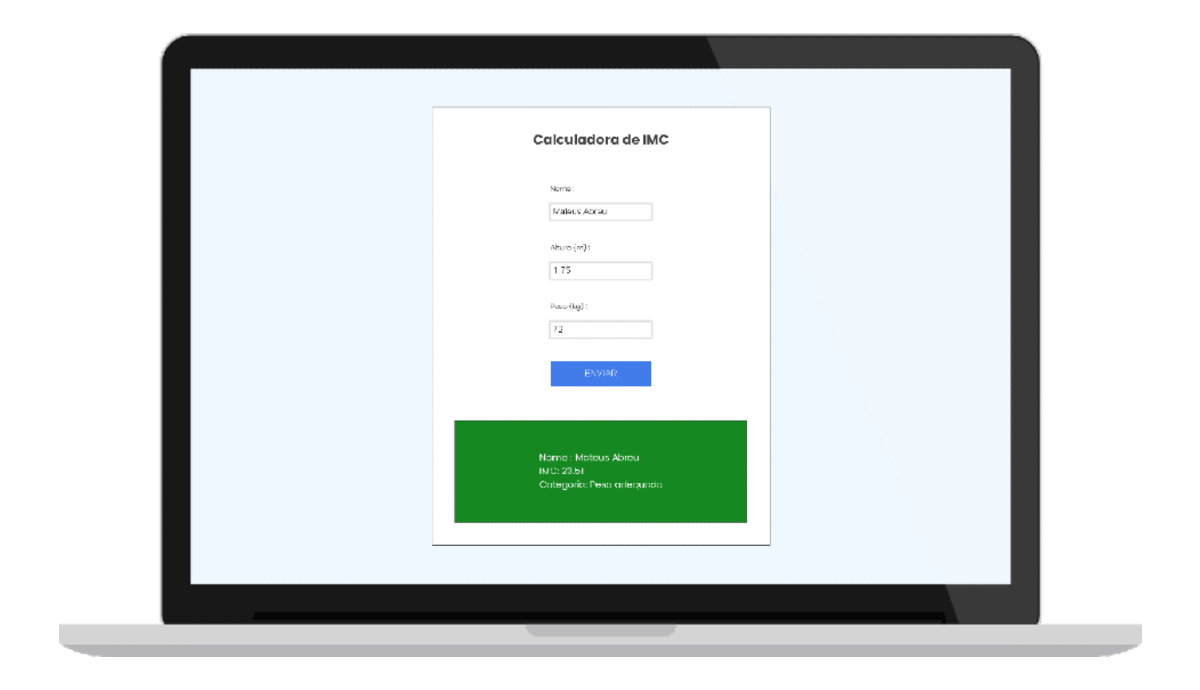 Calculadora de IMC
Nome:
Mateus Abreu
Altura (m) :
1.75
Peso (kg) :
72
ENVIAR
Nome : Mateus Abreu
IMC: 23.51
Categoria: Peso adequado